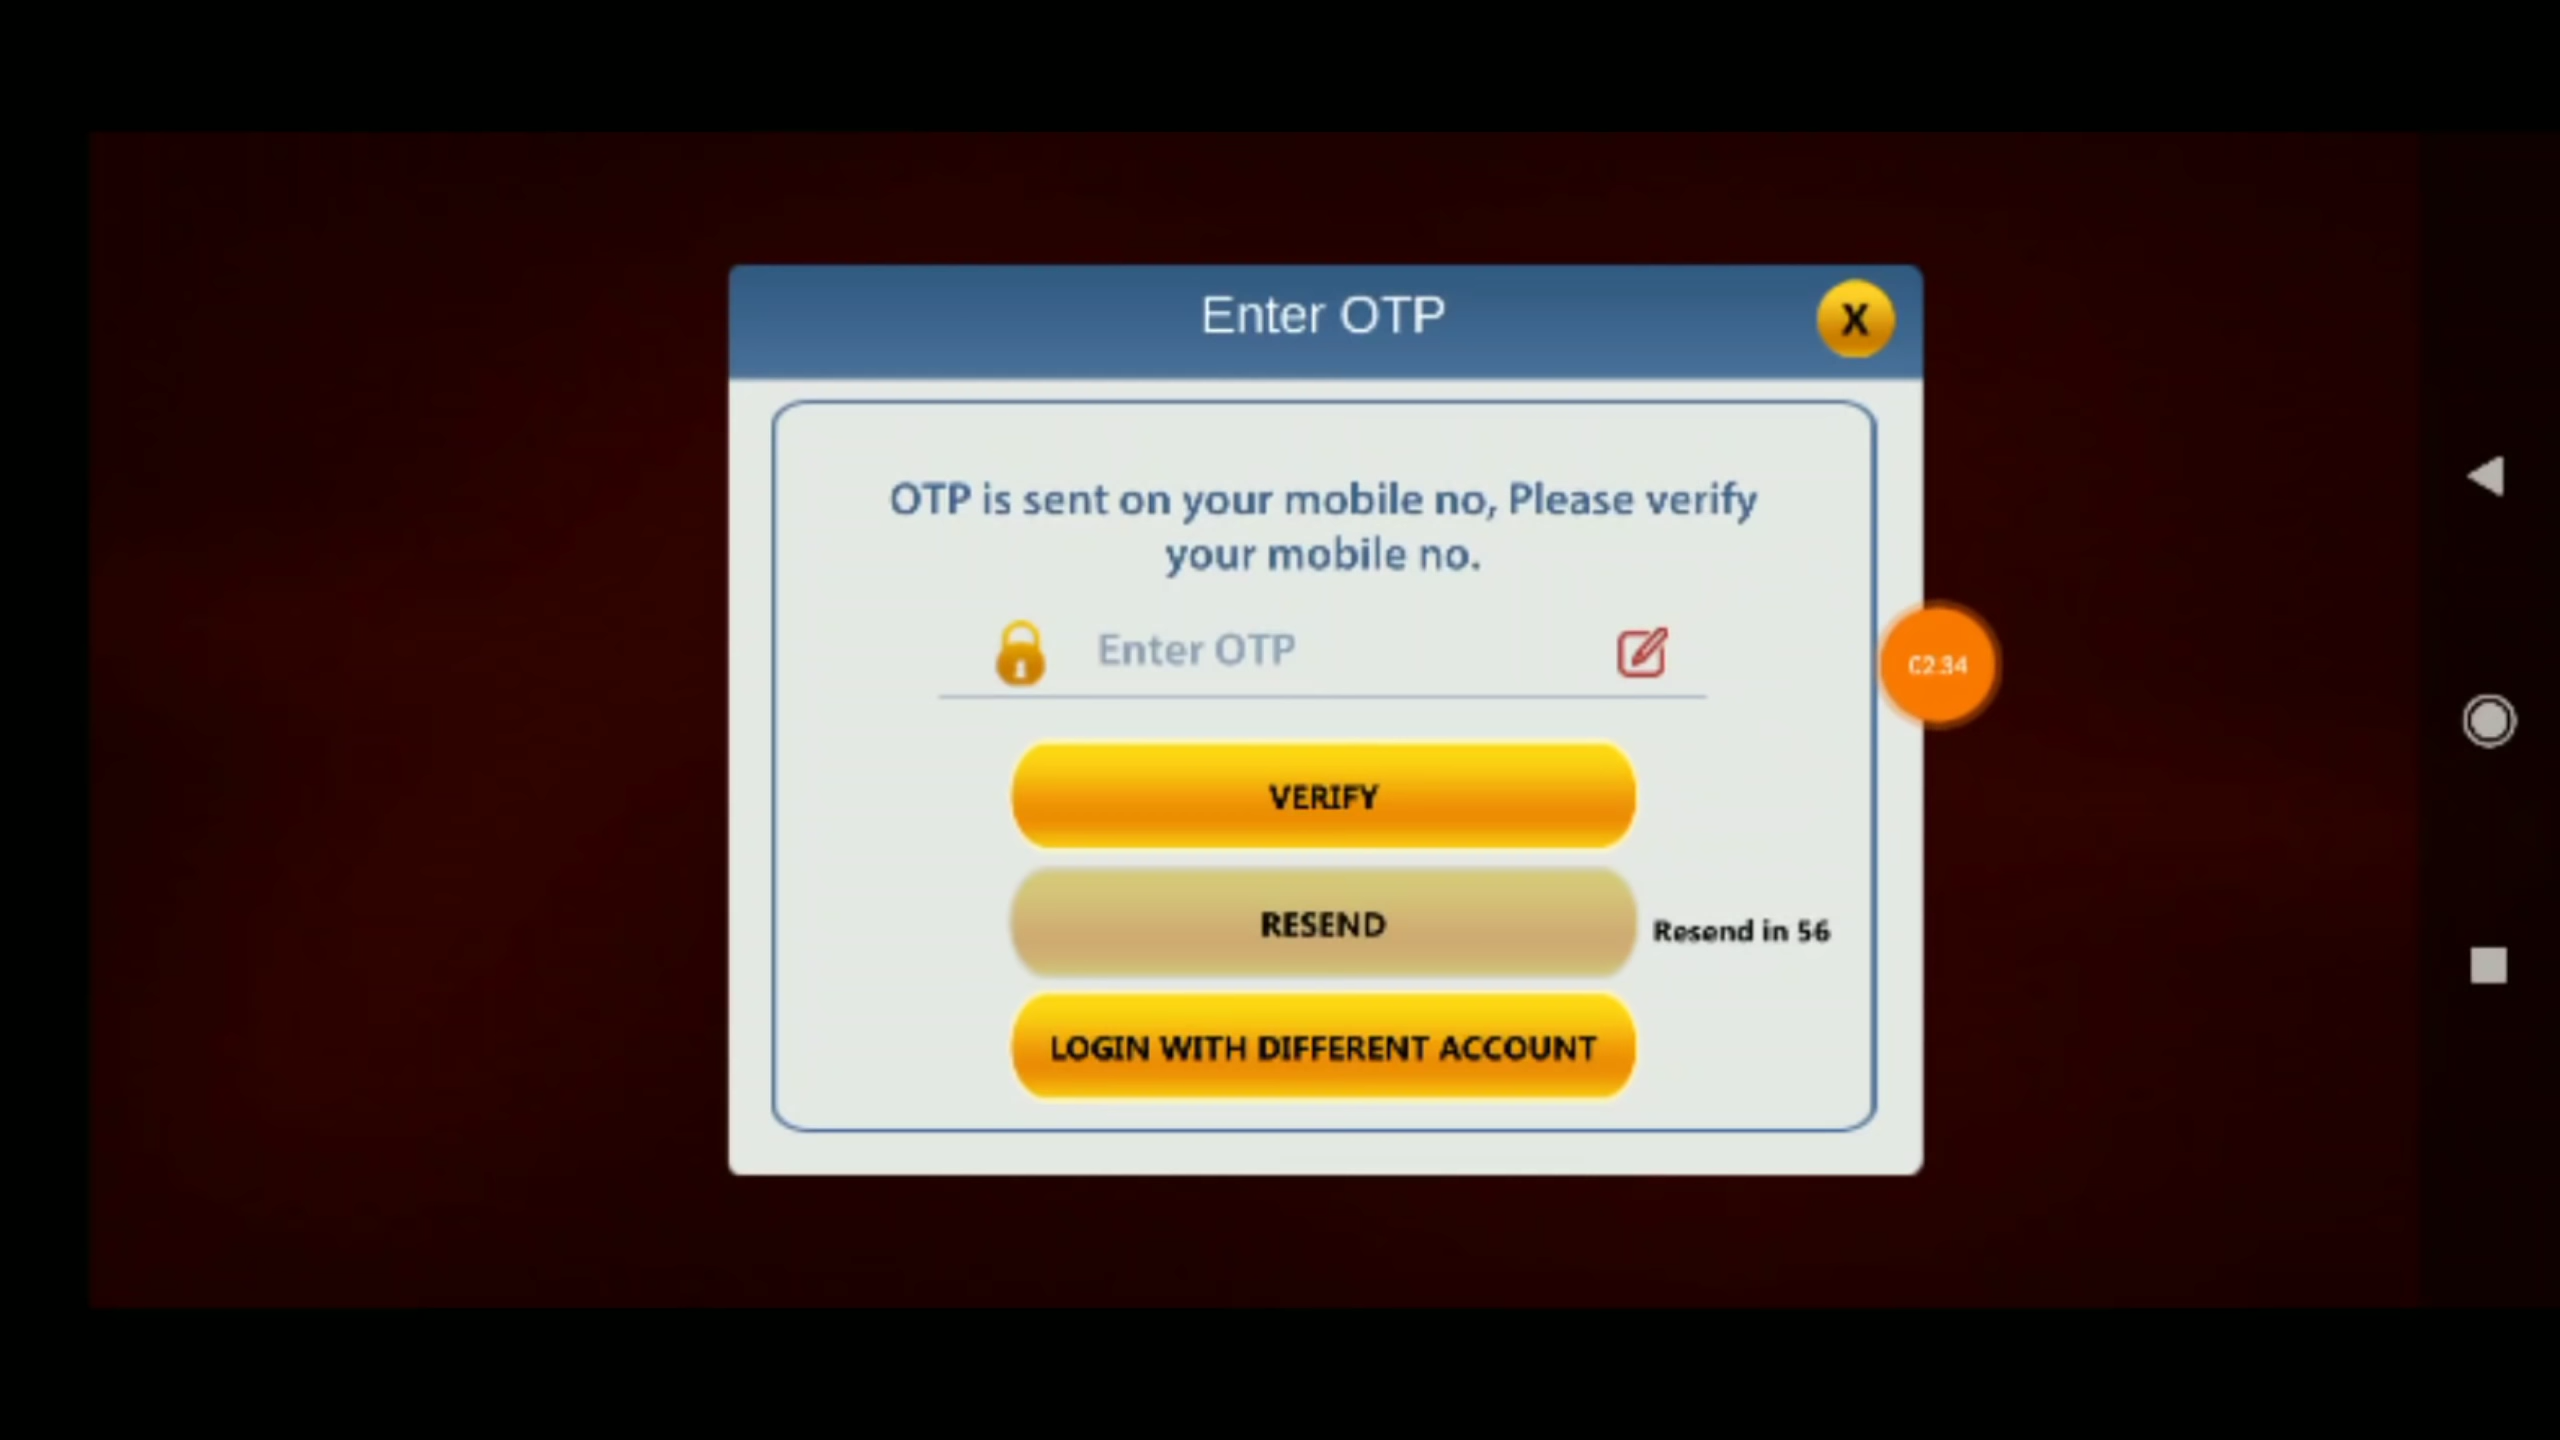 Enter OTP
X
OTP is sent on your mobile no, Please verify
your mobile no.
Enter OTP
VERIFY
RESEND
Resend in 56
LOGIN WITH DIFFERENT ACCOUNT